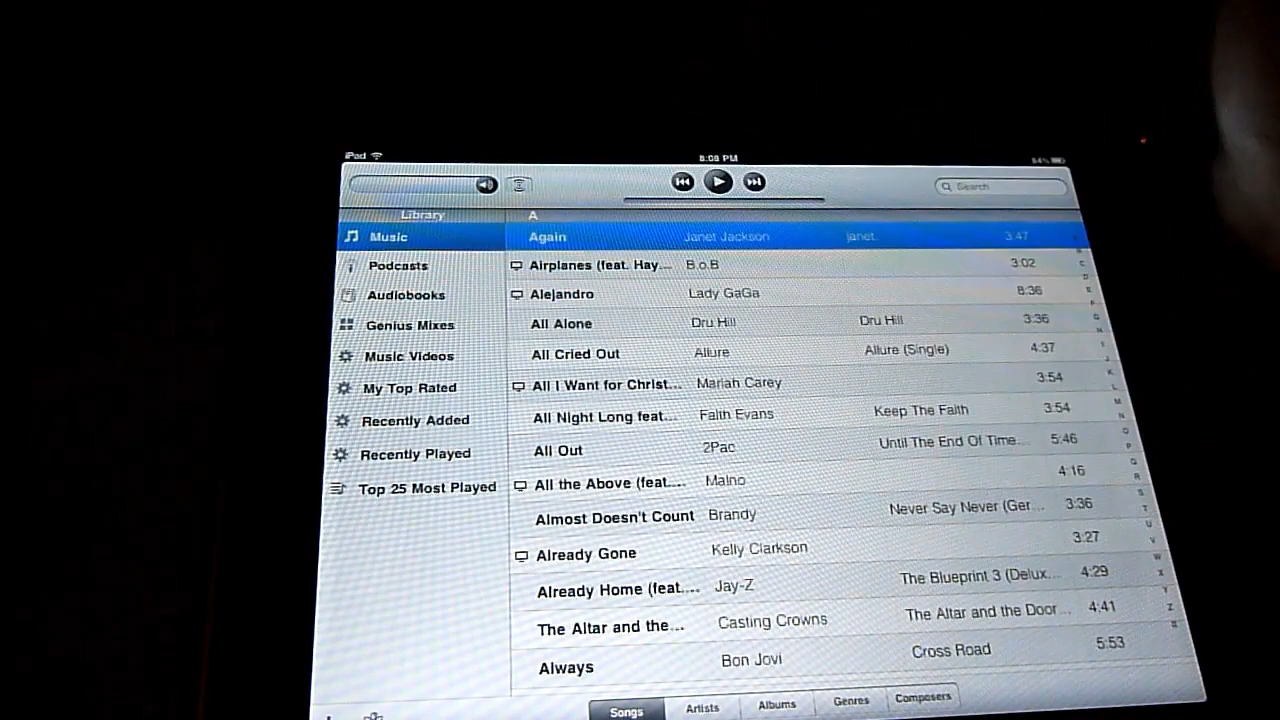 iPad 8:08 PM 84%
Search
Library A
Music Again Janet Jackson janet. 3:47
Podcasts Airplanes (feat. Hay... B.o.B 3:02
Audiobooks Alejandro Lady GaGa 8:36
Genius Mixes All Alone Dru Hill Dru Hill 3:36
Music Videos All Cried Out Allure Allure (Single) 4:37
My Top Rated All I Want for Christ... Mariah Carey 3:54
Recently Added All Night Long feat... Faith Evans Keep The Faith 3:54
Recently Played All Out 2Pac Until The End Of Time... 5:46
Top 25 Most Played All the Above (feat.... Maino 4:16
Almost Doesn't Count Brandy Never Say Never (Ger... 3:36
Already Gone Kelly Clarkson 3:27
Already Home (feat.... Jay-Z The Blueprint 3 (Delux... 4:29
The Altar and the... Casting Crowns The Altar and the Door... 4:41
Always Bon Jovi Cross Road 5:53
Songs Artists Albums Genres Composers